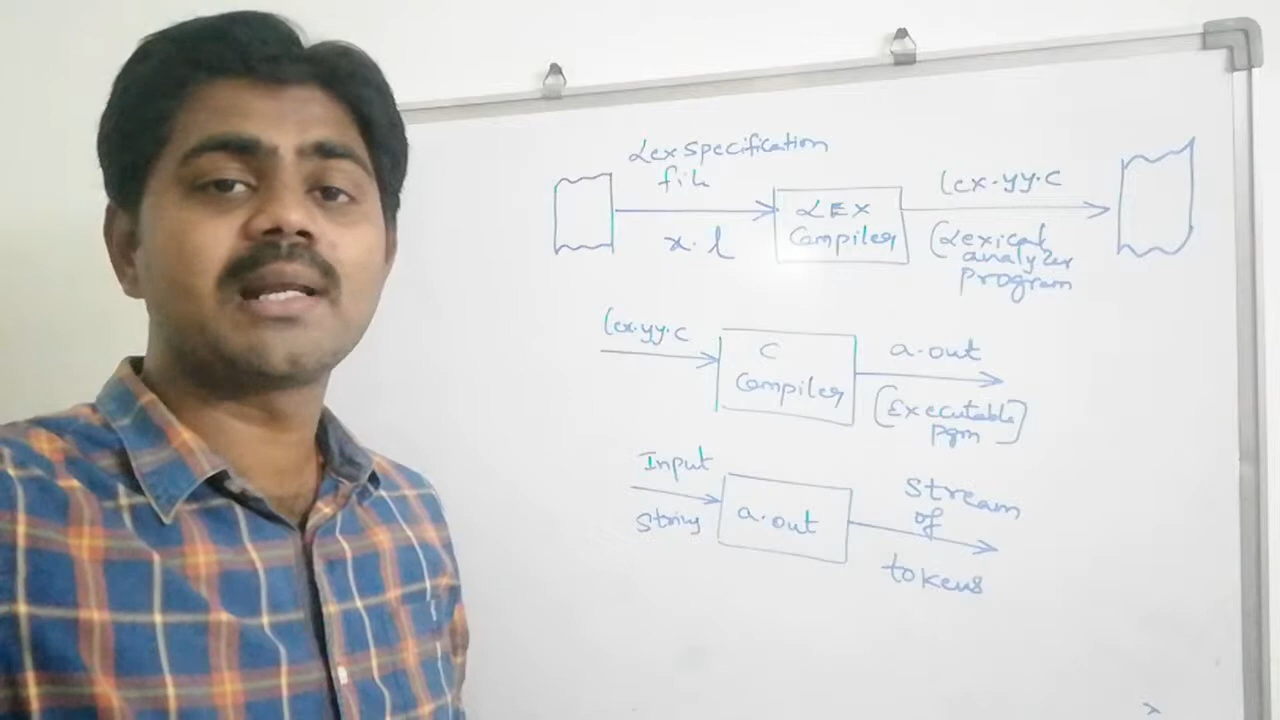 Lex specification
file
x.l
LEX
Compiler
lex.yy.c
(Lexical
analyzer
program
lex.yy.c
C
Compiler
a.out
(Executable)
pgm
Input
String
a.out
Stream
of
tokens